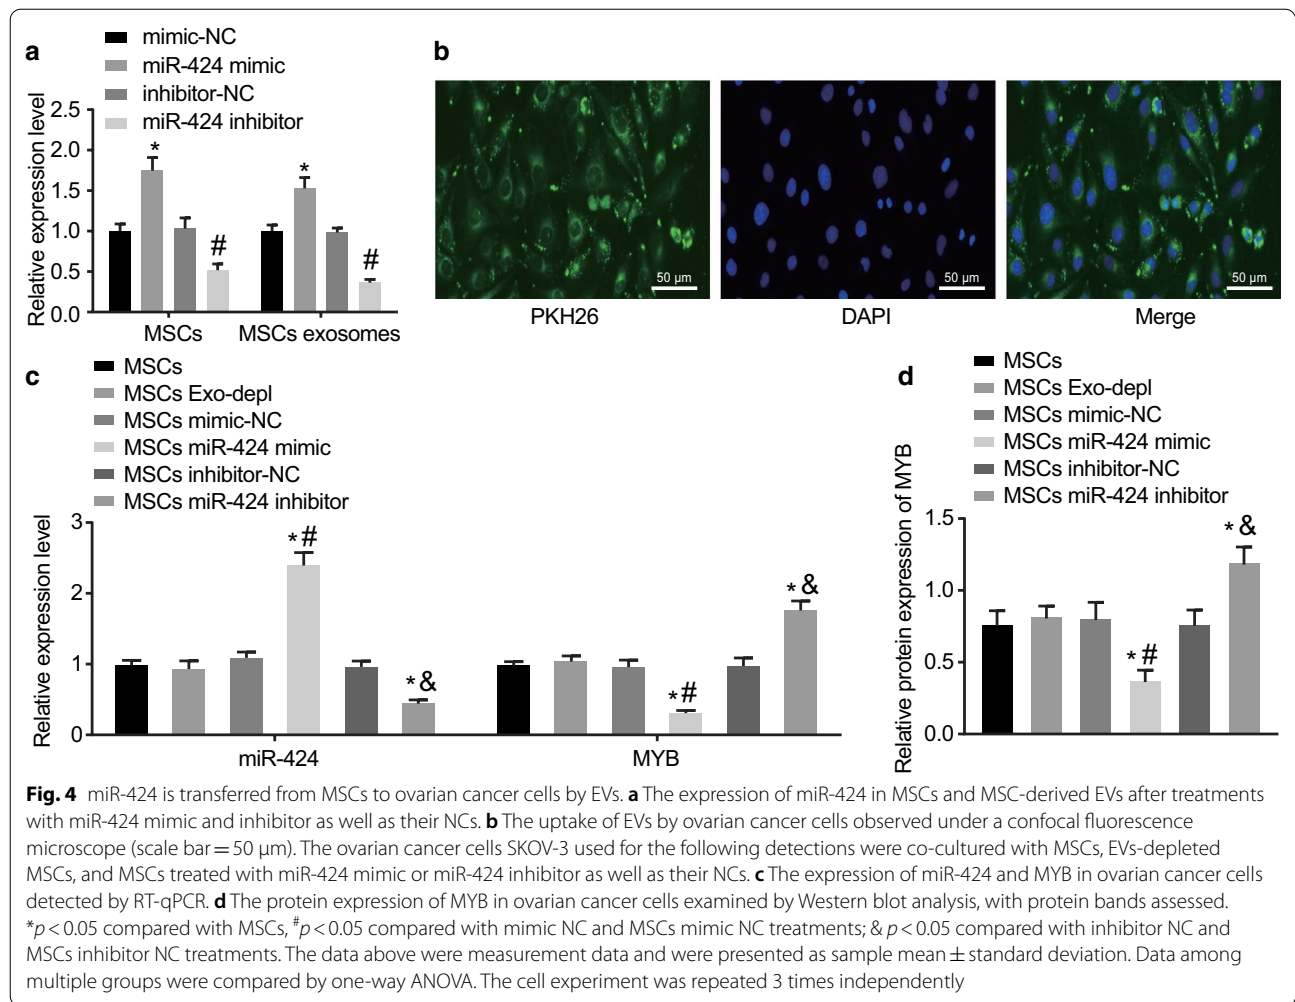 a
mimic-NC
miR-424 mimic
inhibitor-NC
miR-424 inhibitor
Relative expression level
2.5
2.0
1.5
1.0
0.5
0.0
*
#
*
#
MSCs
MSCs exosomes
b
50 µm
50 µm
50 µm
PKH26
DAPI
Merge
c
MSCs
MSCs Exo-depl
MSCs mimic-NC
MSCs miR-424 mimic
MSCs inhibitor-NC
MSCs miR-424 inhibitor
Relative expression level
3
2
1
0
*#
*&
*#
*&
miR-424
MYB
d
MSCs
MSCs Exo-depl
MSCs mimic-NC
MSCs miR-424 mimic
MSCs inhibitor-NC
MSCs miR-424 inhibitor
Relative protein expression of MYB
1.5
1.0
0.5
0.0
*#
*&
Fig. 4 miR-424 is transferred from MSCs to ovarian cancer cells by EVs. a The expression of miR-424 in MSCs and MSC-derived EVs after treatments
with miR-424 mimic and inhibitor as well as their NCs. b The uptake of EVs by ovarian cancer cells observed under a confocal fluorescence
microscope (scale bar = 50 µm). The ovarian cancer cells SKOV-3 used for the following detections were co-cultured with MSCs, EVs-depleted
MSCs, and MSCs treated with miR-424 mimic or miR-424 inhibitor as well as their NCs. c The expression of miR-424 and MYB in ovarian cancer cells
detected by RT-qPCR. d The protein expression of MYB in ovarian cancer cells examined by Western blot analysis, with protein bands assessed.
*p < 0.05 compared with MSCs, #p < 0.05 compared with mimic NC and MSCs mimic NC treatments; & p < 0.05 compared with inhibitor NC and
MSCs inhibitor NC treatments. The data above were measurement data and were presented as sample mean ± standard deviation. Data among
multiple groups were compared by one-way ANOVA. The cell experiment was repeated 3 times independently